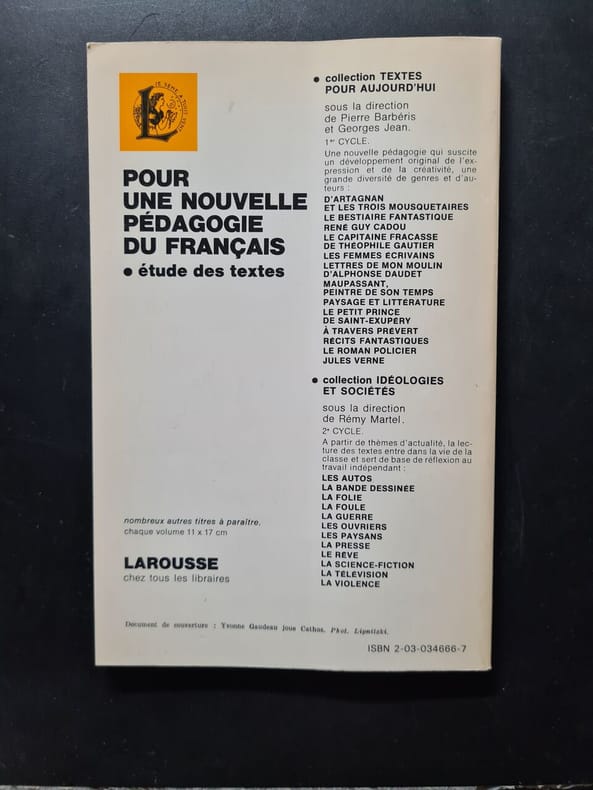 JE SÈME A TOUT VENT
POUR
UNE NOUVELLE
PÉDAGOGIE
DU FRANÇAIS
● étude des textes
nombreux autres titres à paraître,
chaque volume 11 x 17 cm
LAROUSSE
chez tous les libraires
● collection TEXTES
POUR AUJOURD'HUI
sous la direction
de Pierre Barbéris
et Georges Jean.
1er CYCLE.
Une nouvelle pédagogie qui suscite
un développement original de l'ex-
pression et de la créativité, une
grande diversité de genres et d'au-
teurs :
D'ARTAGNAN
ET LES TROIS MOUSQUETAIRES
LE BESTIAIRE FANTASTIQUE
RENÉ GUY CADOU
LE CAPITAINE FRACASSE
DE THÉOPHILE GAUTIER
LES FEMMES ÉCRIVAINS
LETTRES DE MON MOULIN
D'ALPHONSE DAUDET
MAUPASSANT,
PEINTRE DE SON TEMPS
PAYSAGE ET LITTÉRATURE
LE PETIT PRINCE
DE SAINT-EXUPÉRY
À TRAVERS PRÉVERT
RÉCITS FANTASTIQUES
LE ROMAN POLICIER
JULES VERNE
● collection IDÉOLOGIES
ET SOCIÉTÉS
sous la direction
de Rémy Martel.
2e CYCLE.
A partir de thèmes d'actualité, la lec-
ture des textes entre dans la vie de la
classe et sert de base de réflexion au
travail indépendant :
LES AUTOS
LA BANDE DESSINÉE
LA FOLIE
LA FOULE
LA GUERRE
LES OUVRIERS
LES PAYSANS
LA PRESSE
LE RÊVE
LA SCIENCE-FICTION
LA TÉLÉVISION
LA VIOLENCE
Document de couverture : Yvonne Gaudeau joue Cathos. Phot. Lipnitzki.
ISBN 2-03-034666-7